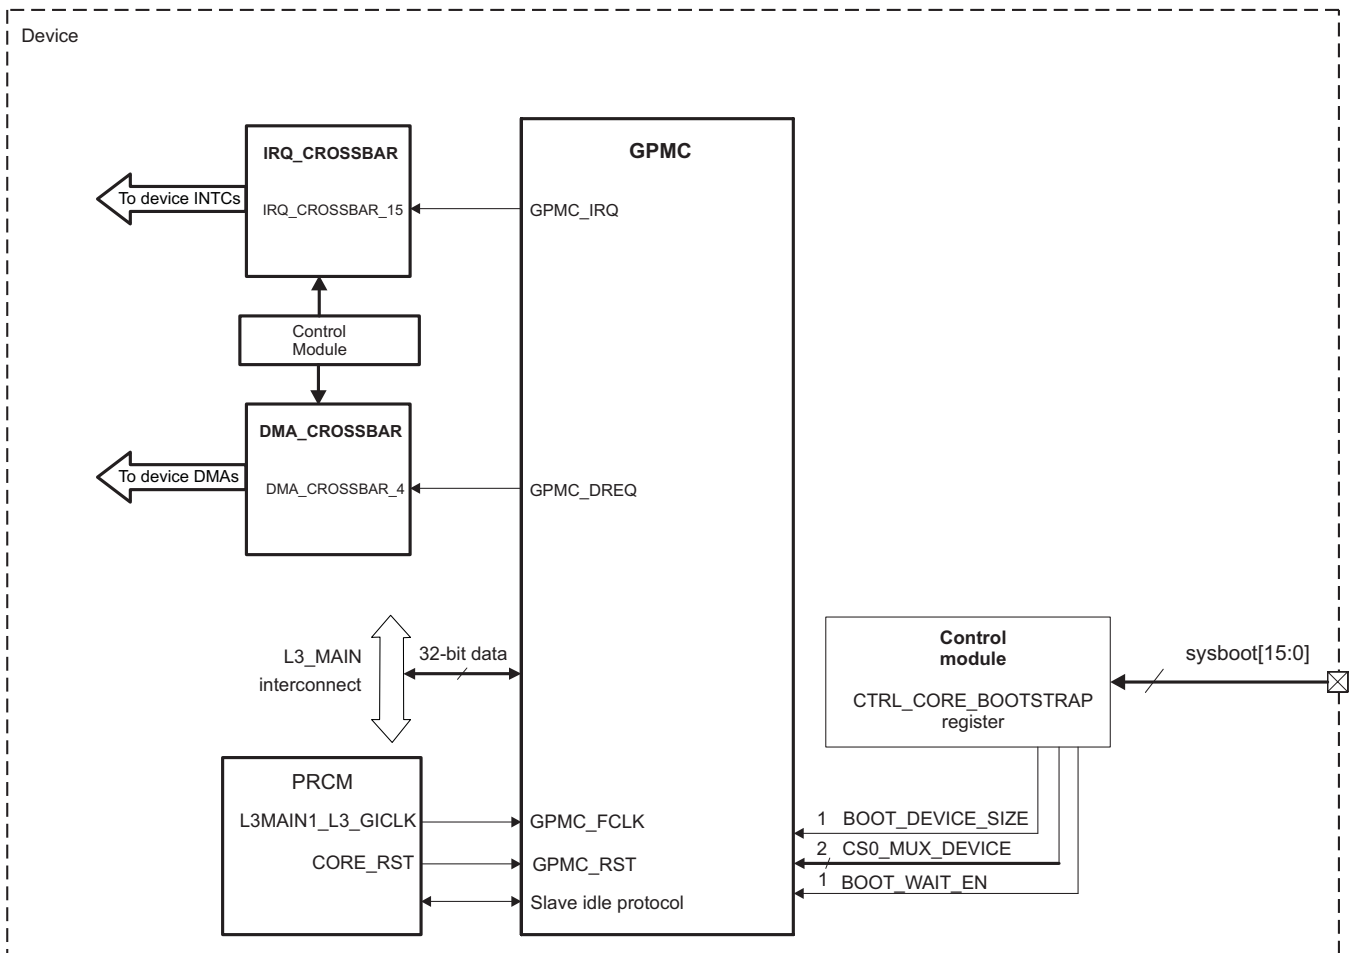 Device
IRQ_CROSSBAR
GPMC
To device INTCs
IRQ_CROSSBAR_15
GPMC_IRQ
Control
Module
DMA_CROSSBAR
To device DMAs
DMA_CROSSBAR_4
GPMC_DREQ
L3_MAIN
interconnect
32-bit data
Control
module
CTRL_CORE_BOOTSTRAP
register
sysboot[15:0]
PRCM
L3MAIN1_L3_GICLK
GPMC_FCLK
CORE_RST
GPMC_RST
Slave idle protocol
1 BOOT_DEVICE_SIZE
2 CS0_MUX_DEVICE
1 BOOT_WAIT_EN